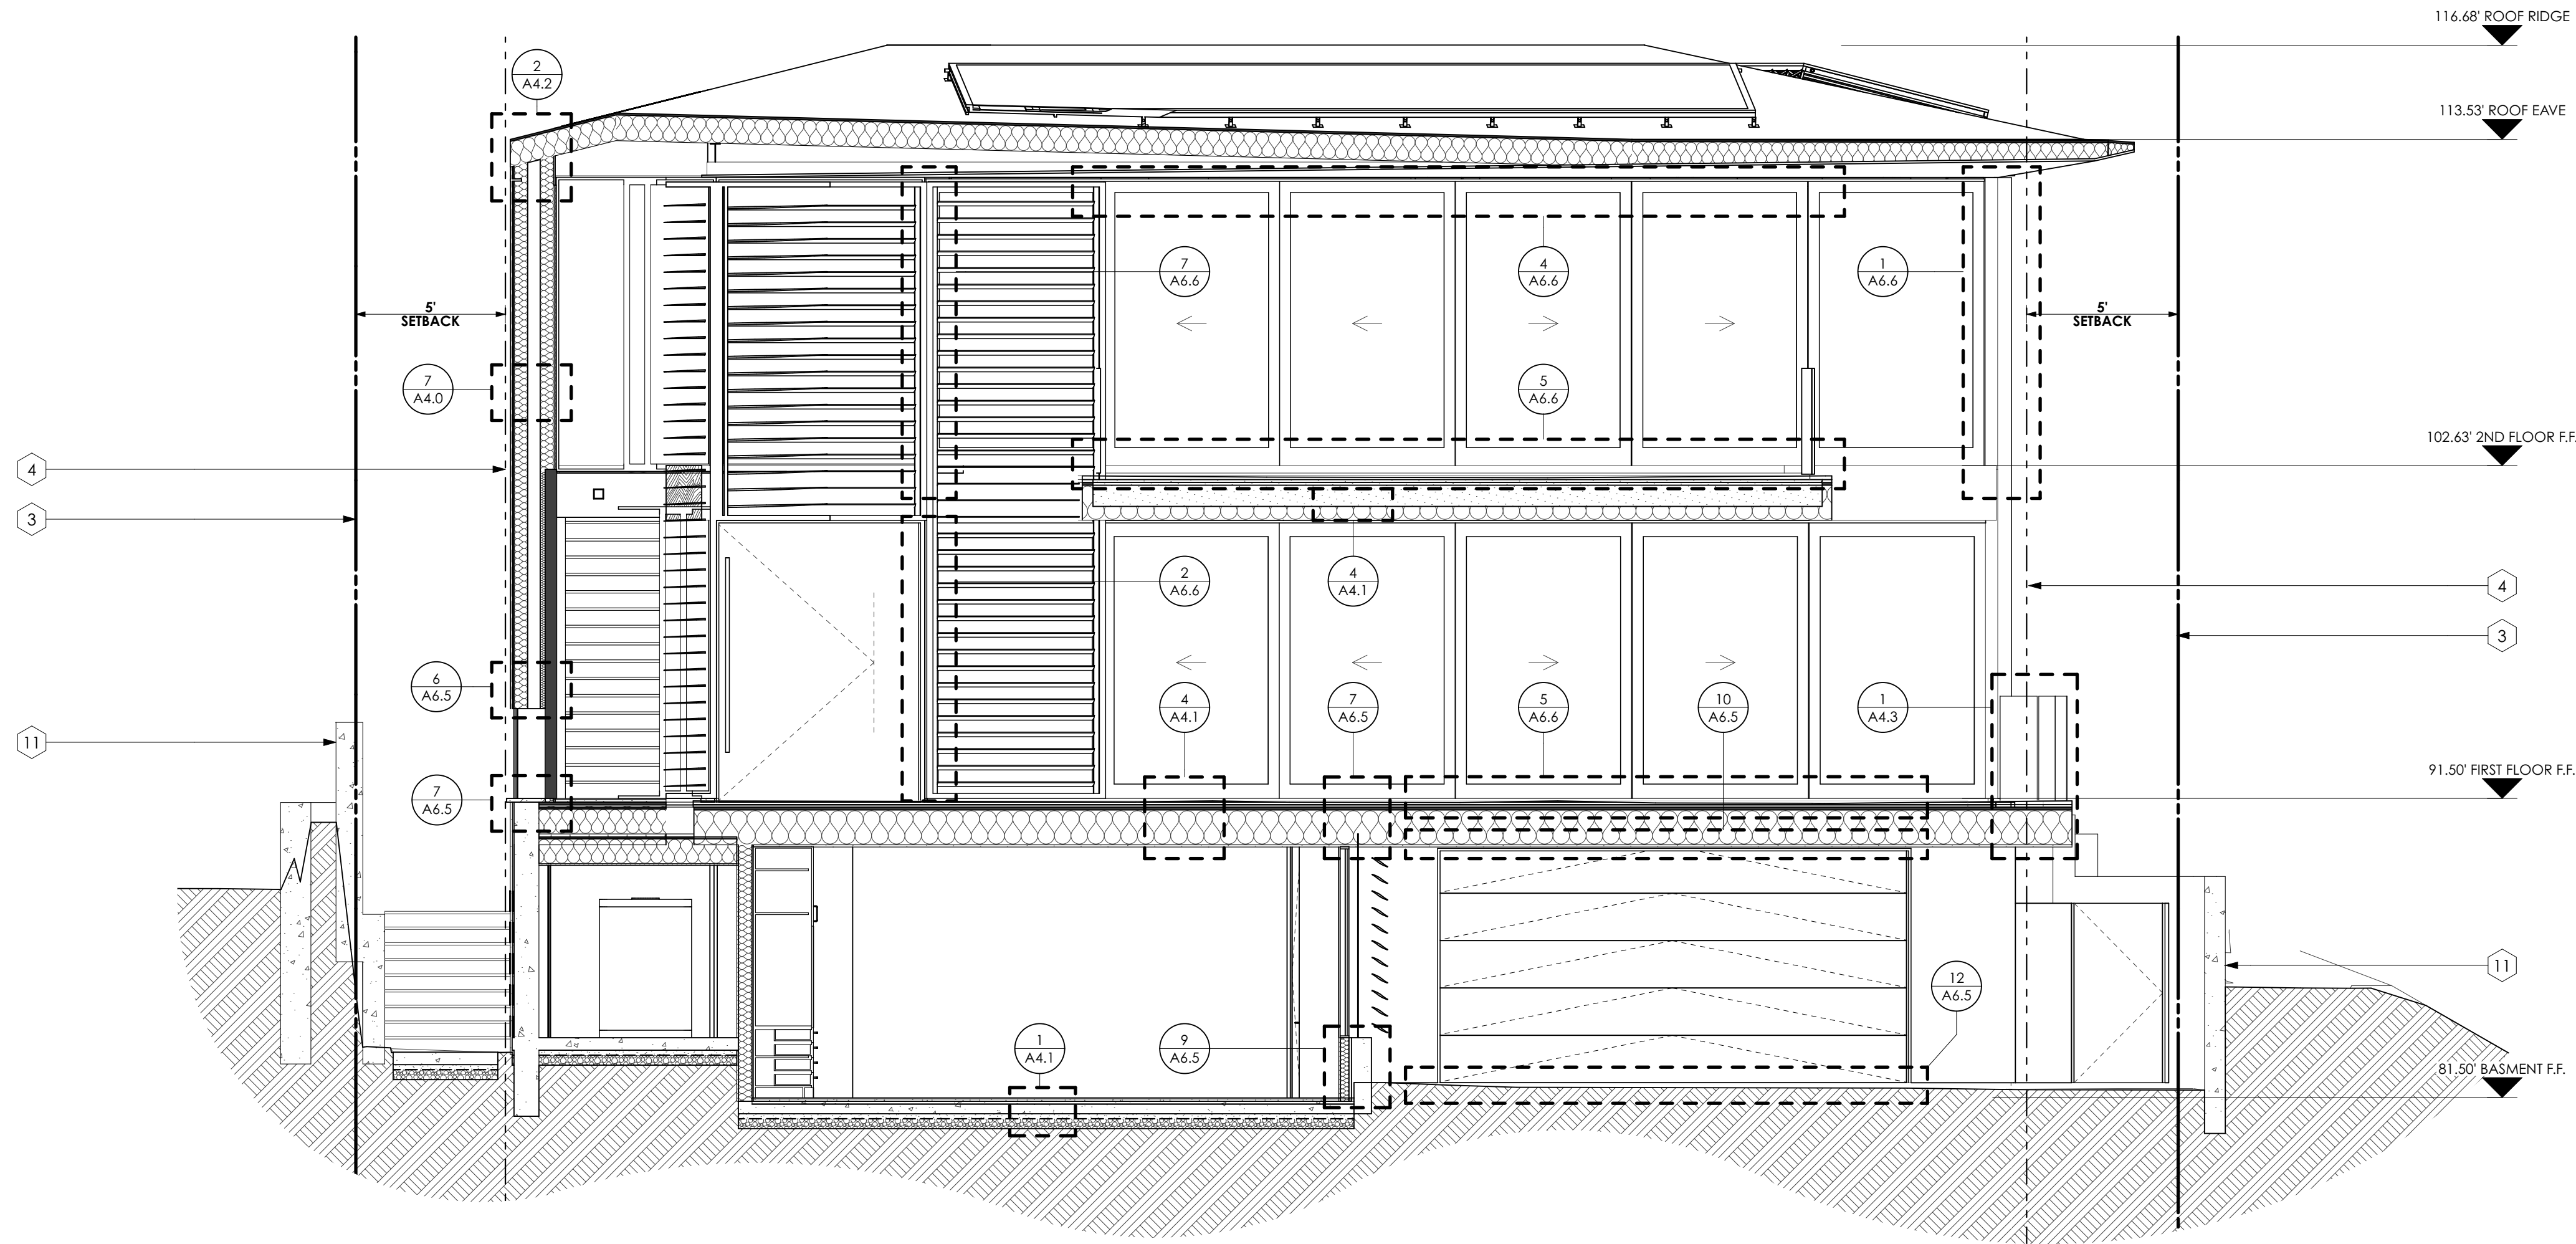 116.68' ROOF RIDGE
2
A4.2
113.53' ROOF EAVE
7
A6.6
4
A6.6
1
A6.6
5'
SETBACK
5'
SETBACK
7
A4.0
5
A6.6
102.63' 2ND FLOOR F.F.
4
3
2
A6.6
4
A4.1
4
3
6
A6.5
4
A4.1
7
A6.5
5
A6.6
10
A6.5
1
A4.3
11
91.50' FIRST FLOOR F.F.
7
A6.5
11
12
A6.5
1
A4.1
9
A6.5
81.50' BASMENT F.F.